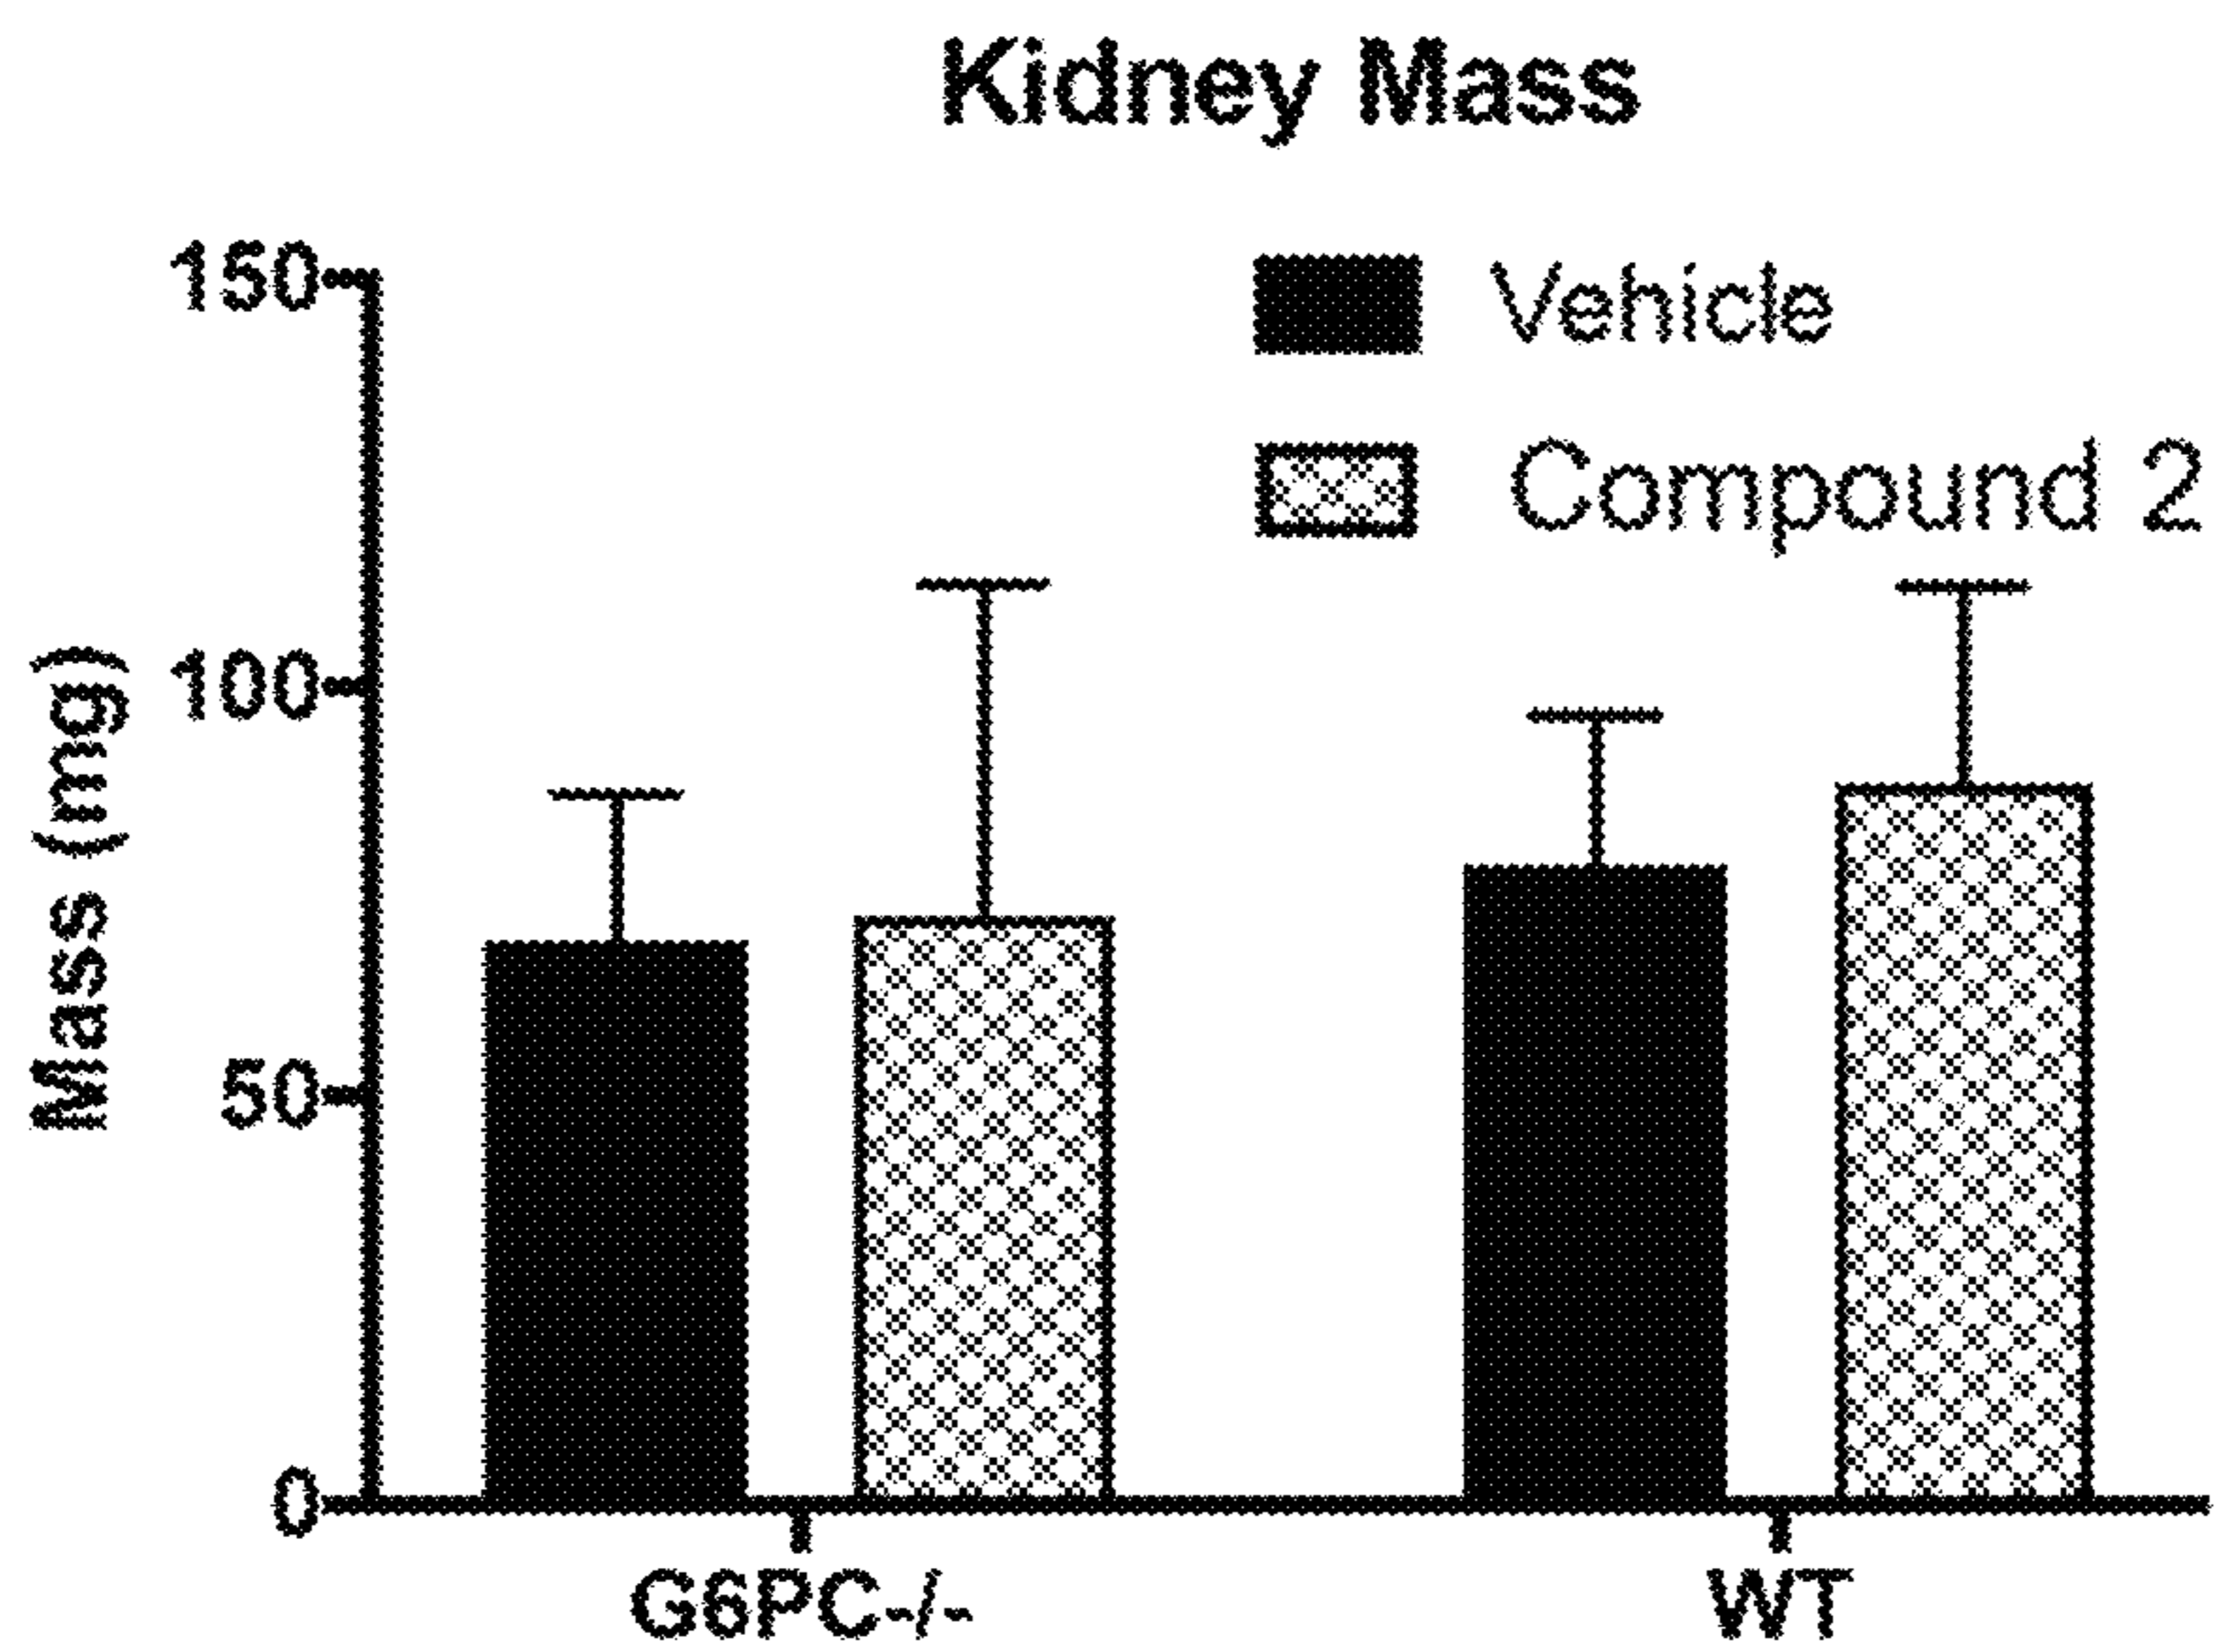 Kidney Mass
Vehicle
Compound 2
Mass (mg)
150
100
50
0
G6PC-/-
WT